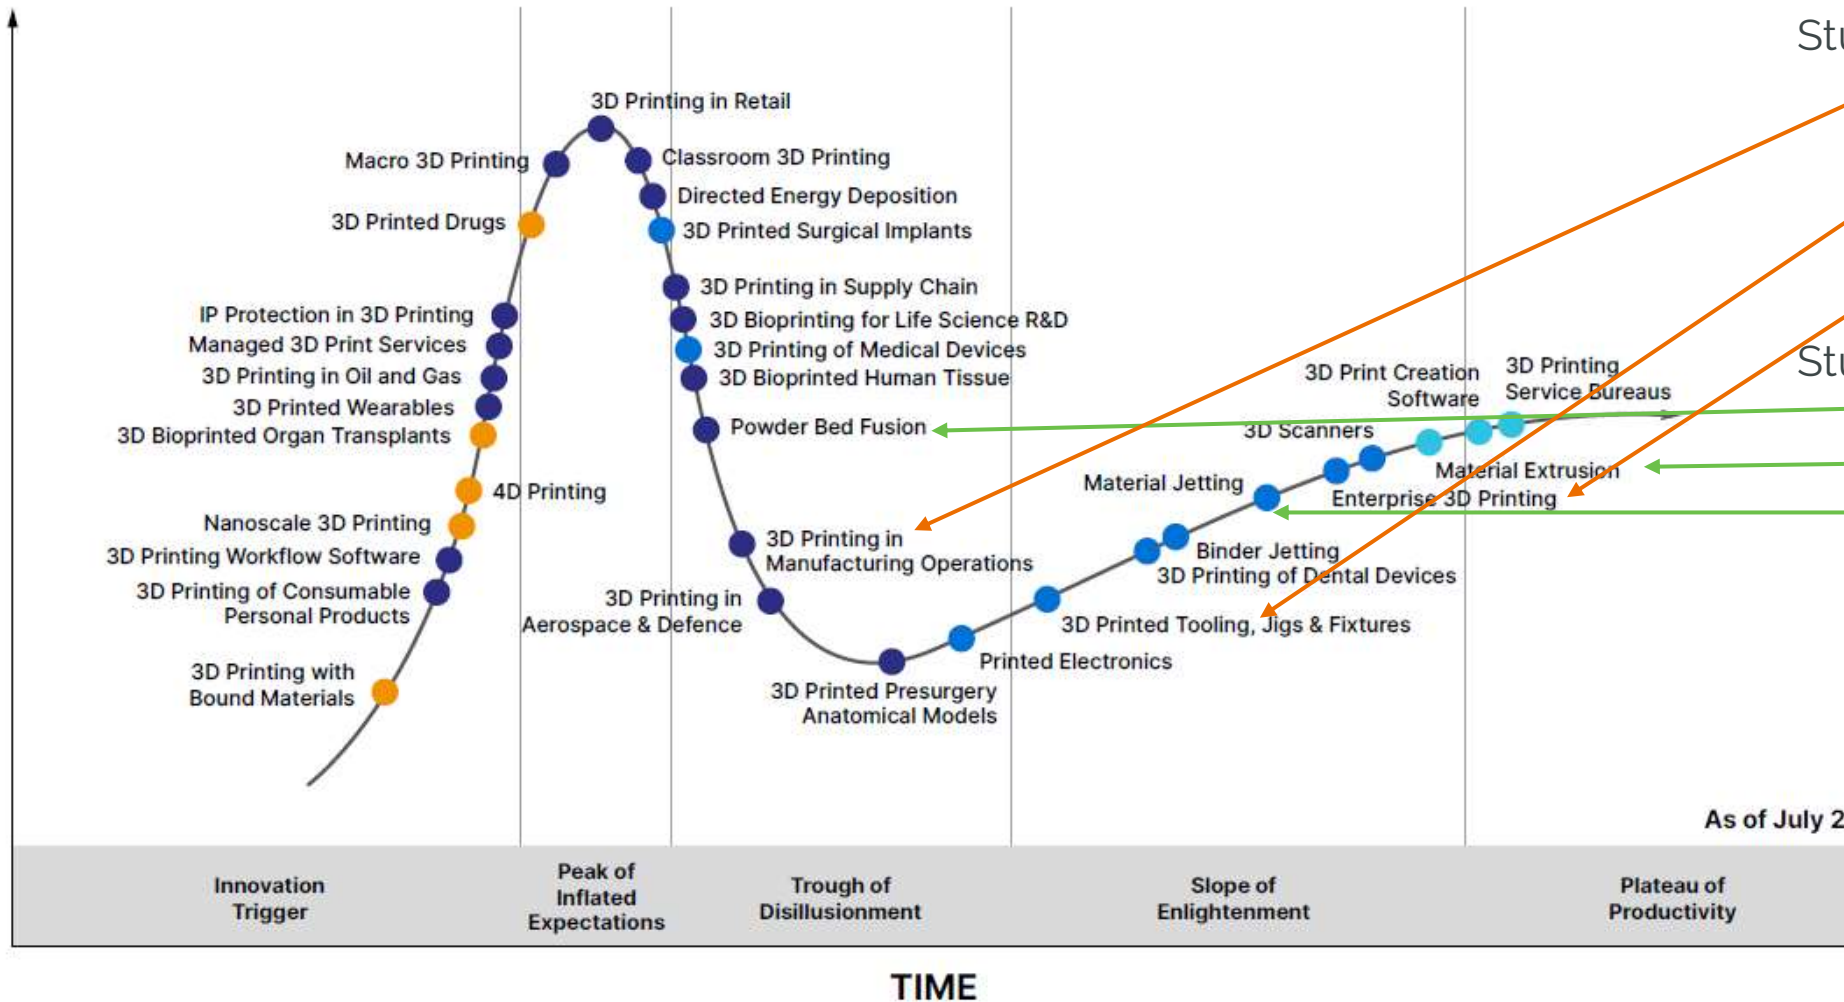 Stu
3D Printing in Retail
Macro 3D Printing
Classroom 3D Printing
Directed Energy Deposition
3D Printed Drugs
3D Printed Surgical Implants
3D Printing in Supply Chain
IP Protection in 3D Printing
3D Bioprinting for Life Science R&D
Managed 3D Print Services
3D Printing of Medical Devices
3D Printing in Oil and Gas
3D Bioprinted Human Tissue
3D Printed Wearables
3D Bioprinted Organ Transplants
Powder Bed Fusion
Stu
3D Print Creation
Software
3D Printing
Service Bureaus
3D Scanners
Material Extrusion
Material Jetting
Enterprise 3D Printing
4D Printing
Nanoscale 3D Printing
3D Printing Workflow Software
3D Printing in
Manufacturing Operations
Binder Jetting
3D Printing of Dental Devices
3D Printing of Consumable
Personal Products
3D Printing in
Aerospace & Defence
3D Printed Tooling, Jigs & Fixtures
Printed Electronics
3D Printing with
Bound Materials
3D Printed Presurgery
Anatomical Models
As of July 2
Innovation
Trigger
Peak of
Inflated
Expectations
Trough of
Disillusionment
Slope of
Enlightenment
Plateau of
Productivity
TIME